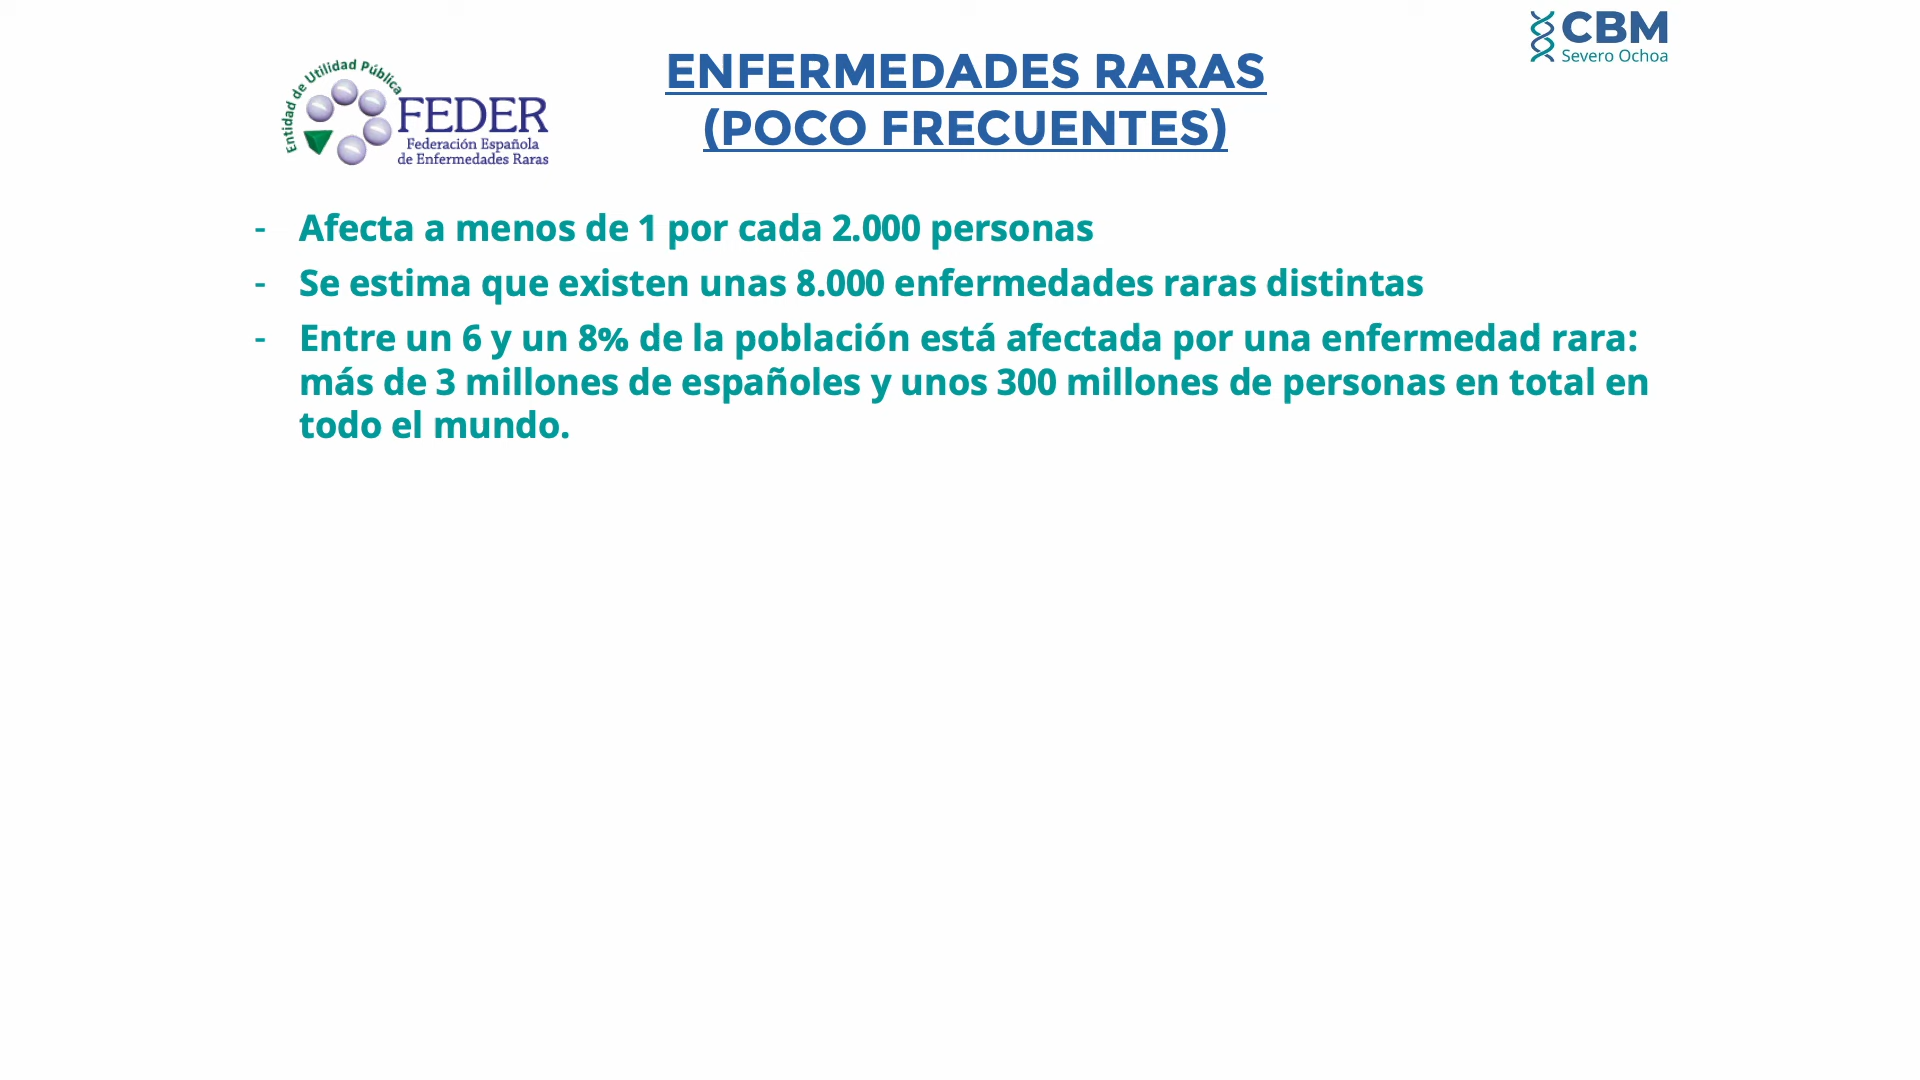 CBM
Severo Ochoa
Entidad de Utilidad Pública
FEDER
Federación Española
de Enfermedades Raras
ENFERMEDADES RARAS
(POCO FRECUENTES)
- Afecta a menos de 1 por cada 2.000 personas
- Se estima que existen unas 8.000 enfermedades raras distintas
- Entre un 6 y un 8% de la población está afectada por una enfermedad rara:
más de 3 millones de españoles y unos 300 millones de personas en total en
todo el mundo.